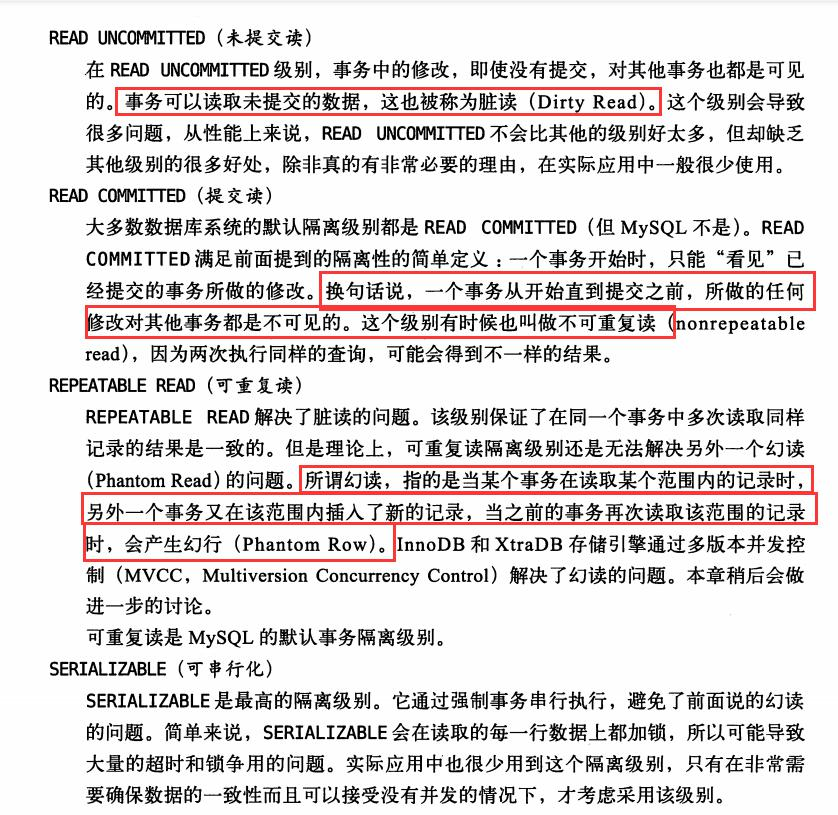 READ UNCOMMITTED（未提交读）
在 READ UNCOMMITTED 级别，事务中的修改，即使没有提交，对其他事务也都是可见
的。事务可以读取未提交的数据，这也被称为脏读（Dirty Read）。这个级别会导致
很多问题，从性能上来说，READ UNCOMMITTED 不会比其他的级别好太多，但却缺乏
其他级别的很多好处，除非真的有非常必要的理由，在实际应用中一般很少使用。
READ COMMITTED（提交读）
大多数数据库系统的默认隔离级别都是 READ COMMITTED（但 MySQL 不是）。READ
COMMITTED 满足前面提到的隔离性的简单定义：一个事务开始时，只能“看见”已
经提交的事务所做的修改。换句话说，一个事务从开始直到提交之前，所做的任何
修改对其他事务都是不可见的。这个级别有时候也叫做不可重复读（nonrepeatable
read），因为两次执行同样的查询，可能会得到不一样的结果。
REPEATABLE READ（可重复读）
REPEATABLE READ 解决了脏读的问题。该级别保证了在同一个事务中多次读取同样
记录的结果是一致的。但是理论上，可重复读隔离级别还是无法解决另外一个幻读
（Phantom Read）的问题。所谓幻读，指的是当某个事务在读取某个范围内的记录时，
另外一个事务又在该范围内插入了新的记录，当之前的事务再次读取该范围的记录
时，会产生幻行（Phantom Row）。InnoDB 和 XtraDB 存储引擎通过多版本并发控
制（MVCC，Multiversion Concurrency Control）解决了幻读的问题。本章稍后会做
进一步的讨论。
可重复读是 MySQL 的默认事务隔离级别。
SERIALIZABLE（可串行化）
SERIALIZABLE 是最高的隔离级别。它通过强制事务串行执行，避免了前面说的幻读
的问题。简单来说，SERIALIZABLE 会在读取的每一行数据上都加锁，所以可能导致
大量的超时和锁争用的问题。实际应用中也很少用到这个隔离级别，只有在非常需
要确保数据的一致性而且可以接受没有并发的情况下，才考虑采用该级别。